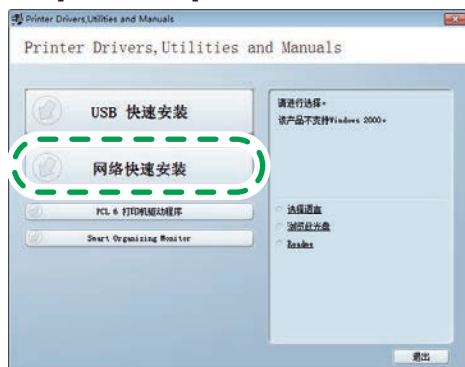 Printer Drivers,Utilities and Manuals
Printer Drivers,Utilities and Manuals
USB 快速安装
网络快速安装
PCL 6 打印机驱动程序
Smart Organizing Monitor
请进行选择。
该产品不支持Windows 2000。
选择语言
浏览此光盘
Readme
退出